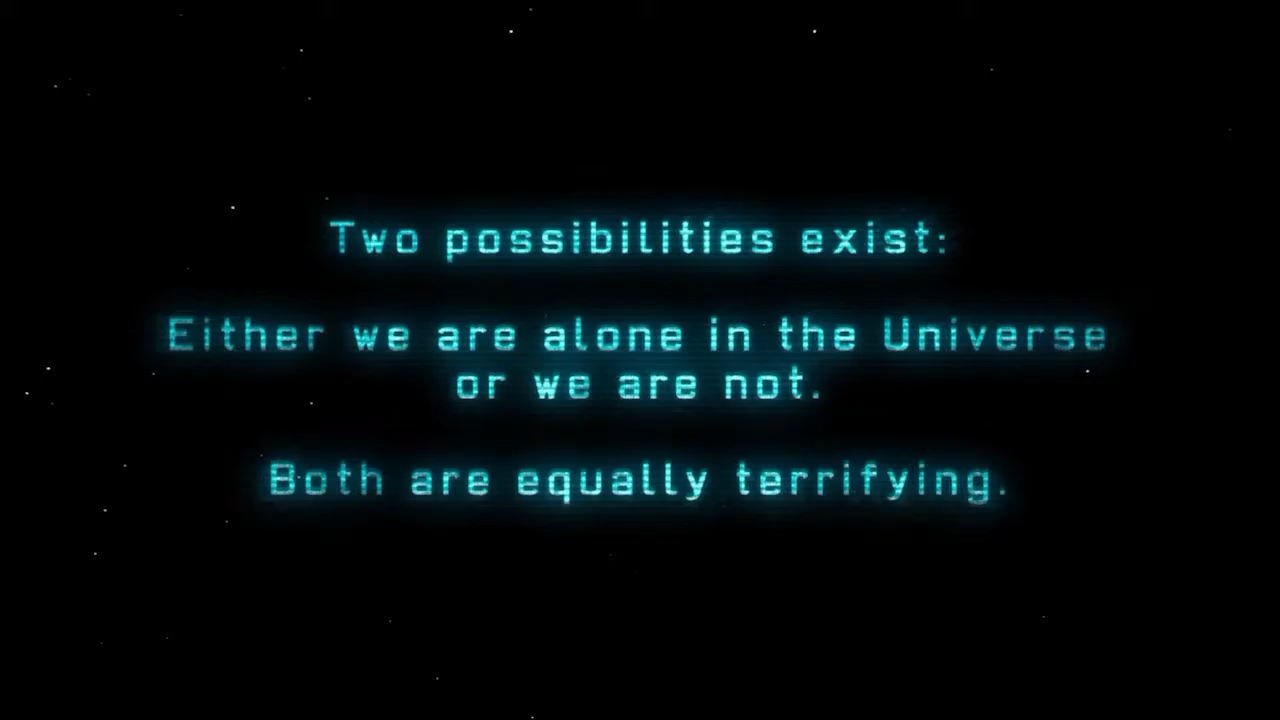 Two possibilities exist:
Either we are alone in the Universe
or we are not.
Both are equally terrifying.